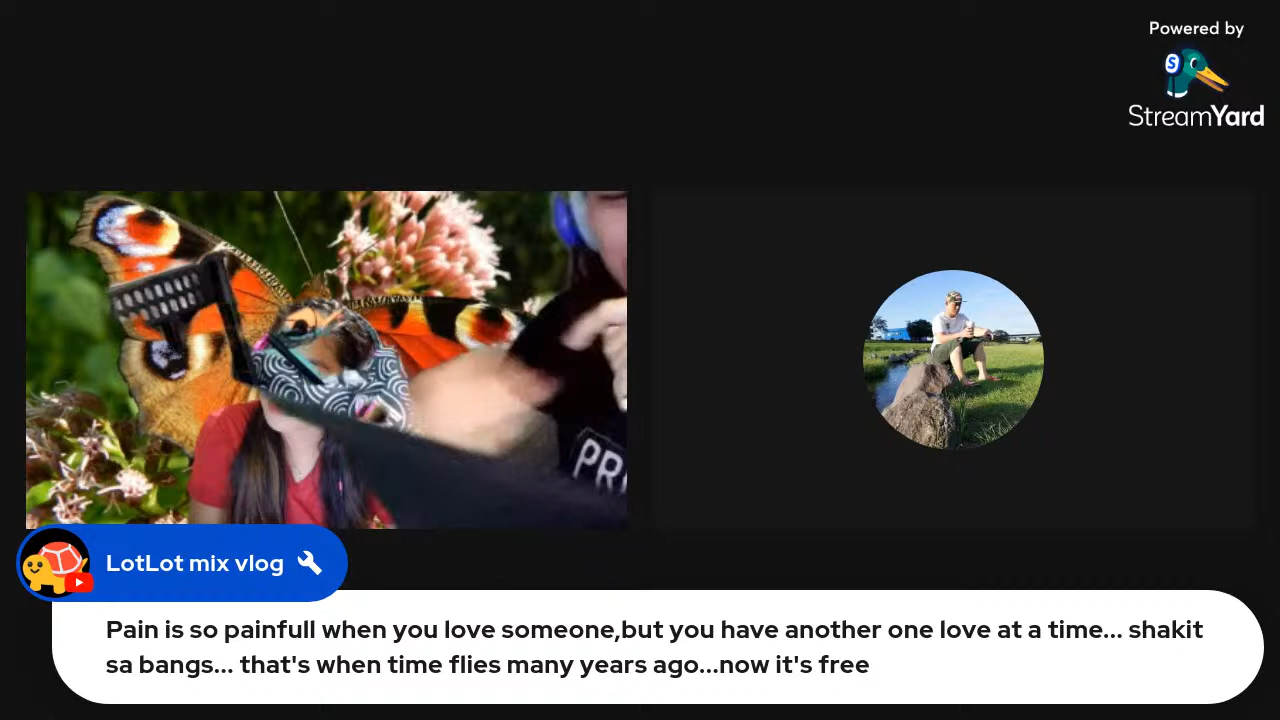 Powered by
S
StreamYard
PRI
LotLot mix vlog
Pain is so painfull when you love someone,but you have another one love at a time... shakit
sa bangs... that's when time flies many years ago...now it's free